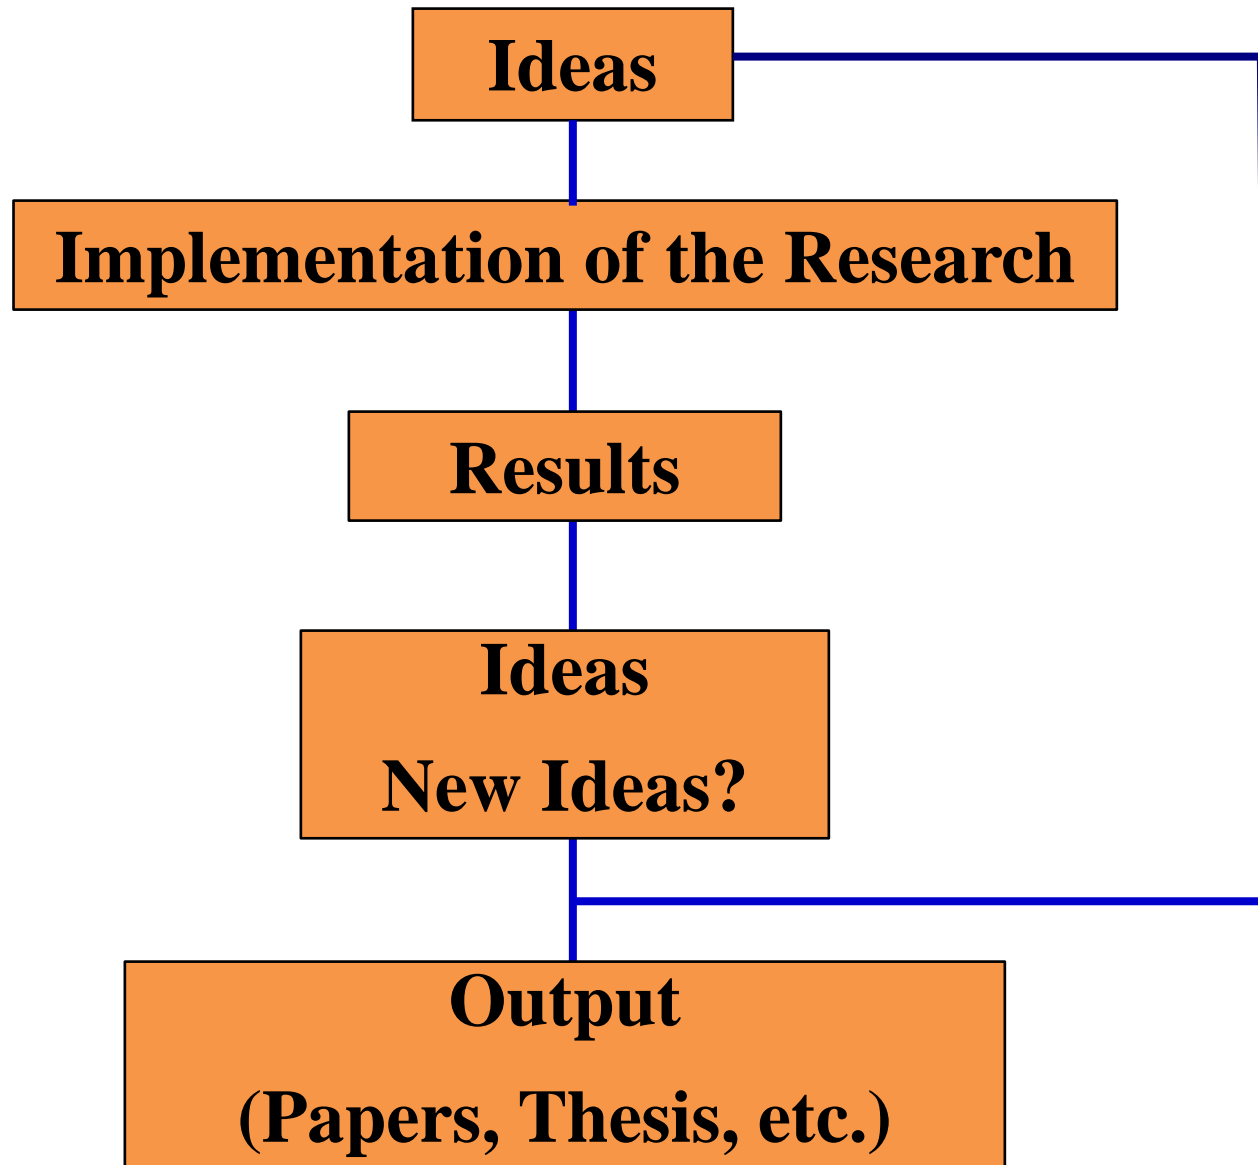 Ideas
Implementation of the Research
Results
Ideas
New Ideas?
Output
(Papers, Thesis, etc.)